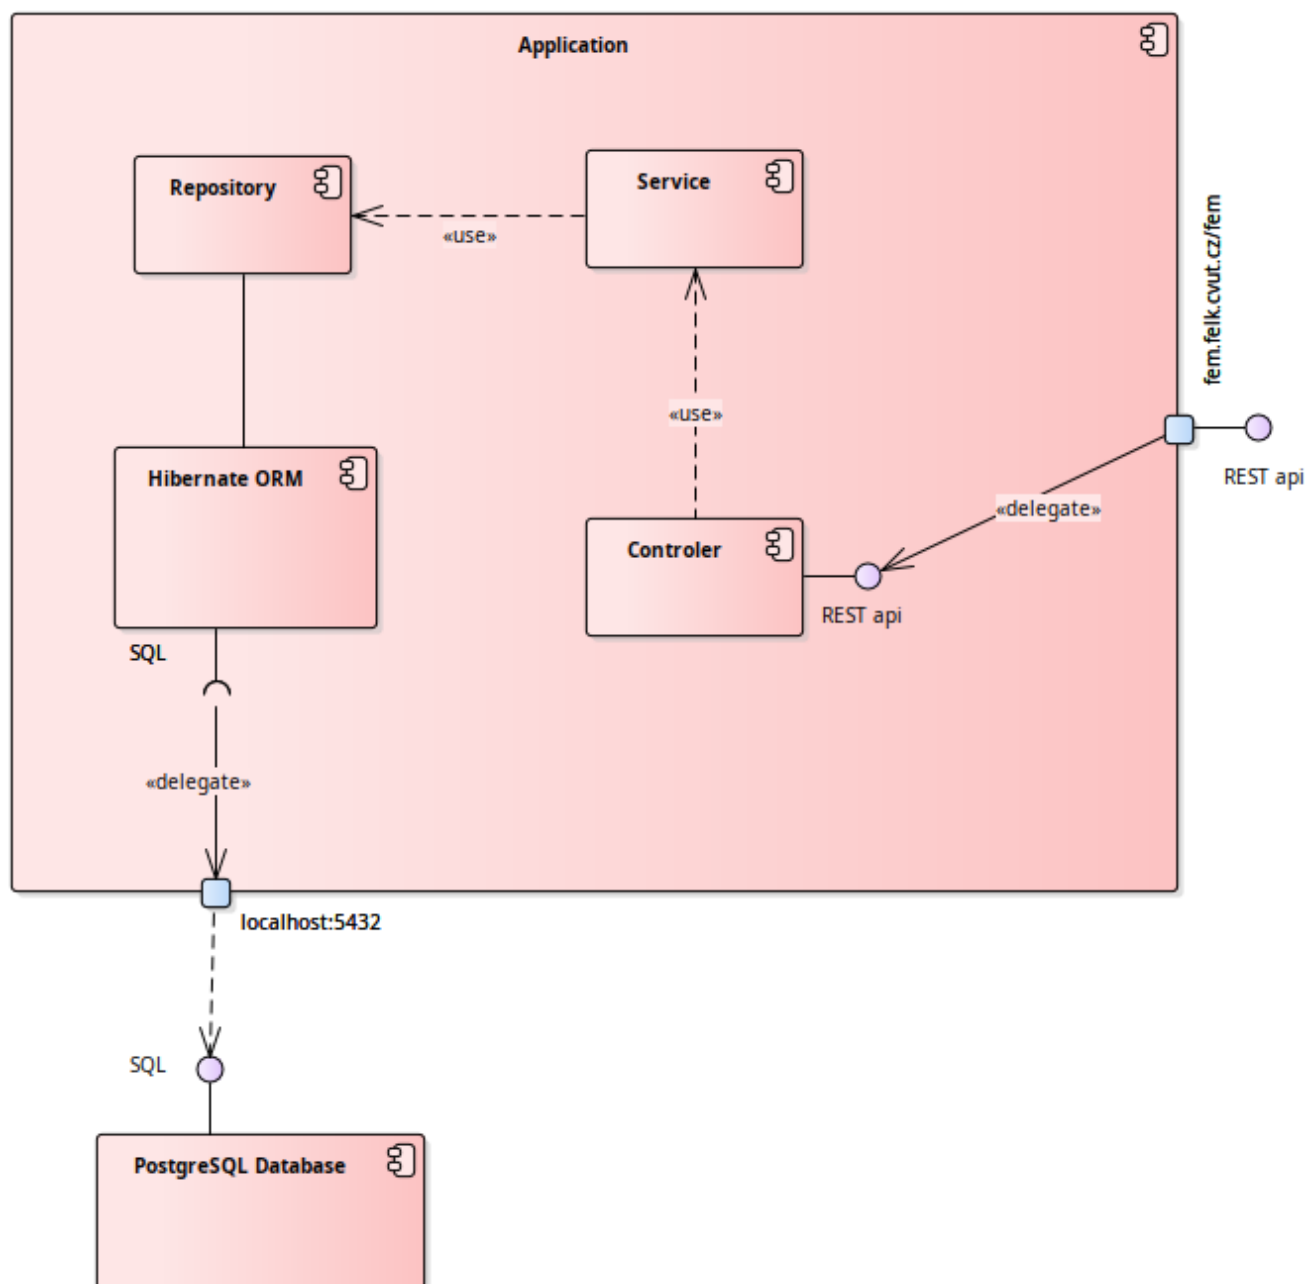 Application
Repository
Service
«use»
fem.felk.cvut.cz/fem
«use»
REST api
Hibernate ORM
«delegate»
Controler
REST api
SQL
«delegate»
localhost:5432
SQL
PostgreSQL Database